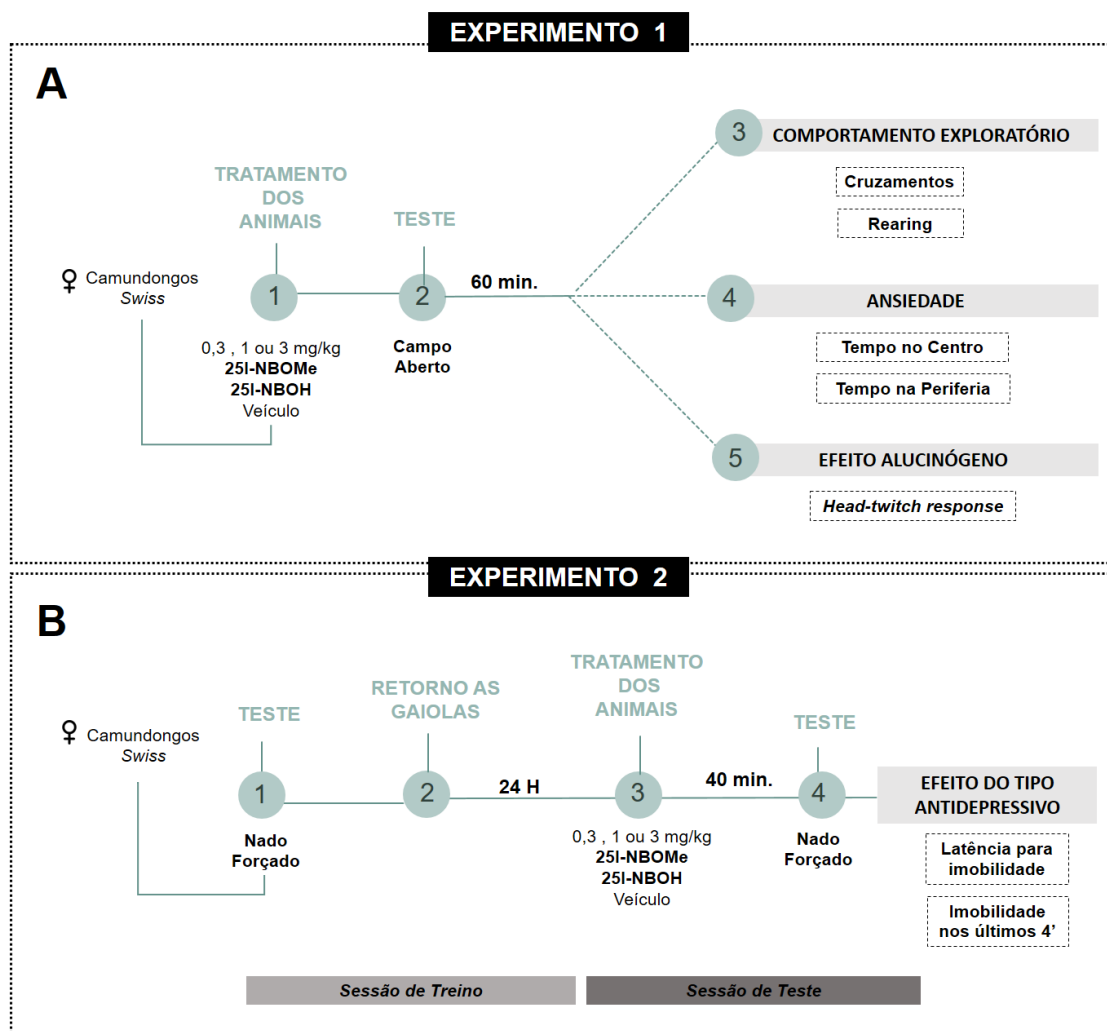 EXPERIMENTO 1
A
TRATAMENTO
DOS
ANIMAIS
TESTE
♀ Camundongos
Swiss
1
2
60 min.
0,3 , 1 ou 3 mg/kg
25I-NBOMe
25I-NBOH
Veículo
Campo
Aberto
3
COMPORTAMENTO EXPLORATÓRIO
Cruzamentos
Rearing
4
ANSIEDADE
Tempo no Centro
Tempo na Periferia
5
EFEITO ALUCINÓGENO
Head-twitch response
EXPERIMENTO 2
B
♀ Camundongos
Swiss
TESTE
1
Nado
Forçado
RETORNO AS
GAIOLAS
2
24 H
TRATAMENTO
DOS
ANIMAIS
3
0,3 , 1 ou 3 mg/kg
25I-NBOMe
25I-NBOH
Veículo
40 min.
TESTE
4
Nado
Forçado
EFEITO DO TIPO
ANTIDEPRESSIVO
Latência para
imobilidade
Imobilidade
nos últimos 4’
Sessão de Treino
Sessão de Teste